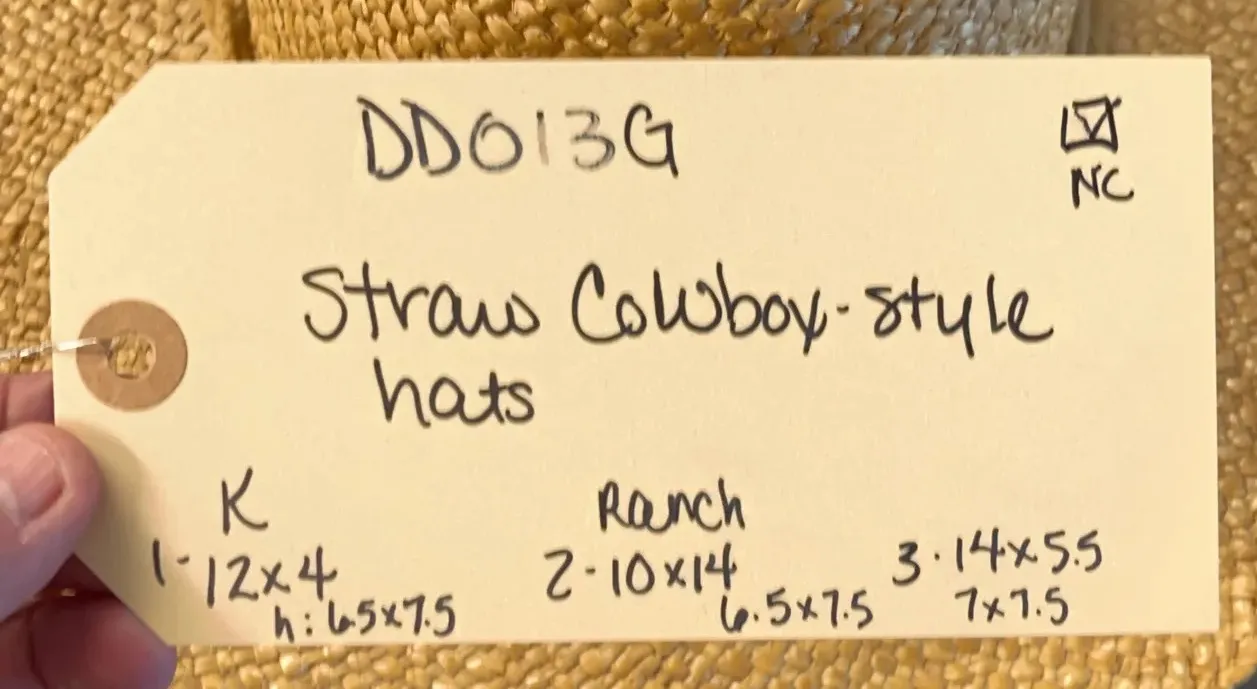 DD013G
NC
Straw Cowboy-style
hats
K
1-12x4
h: 6.5x7.5
Ranch
2-10x14
6.5x7.5
3-14x5.5
7x7.5